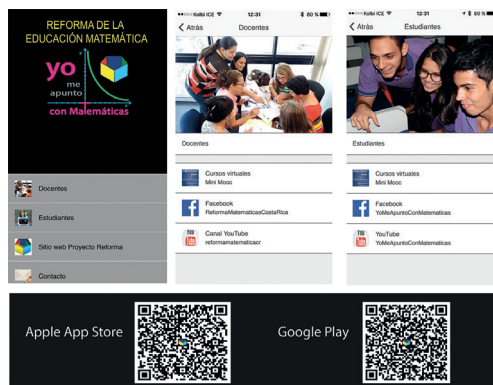 REFORMA DE LA
EDUCACIÓN MATEMÁTICA
yo
me
apunto
con Matemáticas
Docentes
Estudiantes
Sitio web Proyecto Reforma
Contacto
Kolbi ICE 12:31 80 %
Atrás Docentes
Docentes
Cursos virtuales
Mini Mooc
Facebook
ReformaMatematicasCostaRica
Canal YouTube
reformamatematicacr
Kolbi ICE 12:31 80 %
Atrás Estudiantes
Estudiantes
Cursos virtuales
Mini Mooc
Facebook
YoMeApuntoConMatematicas
YouTube
YoMeApuntoConMatematicas
Apple App Store
Google Play